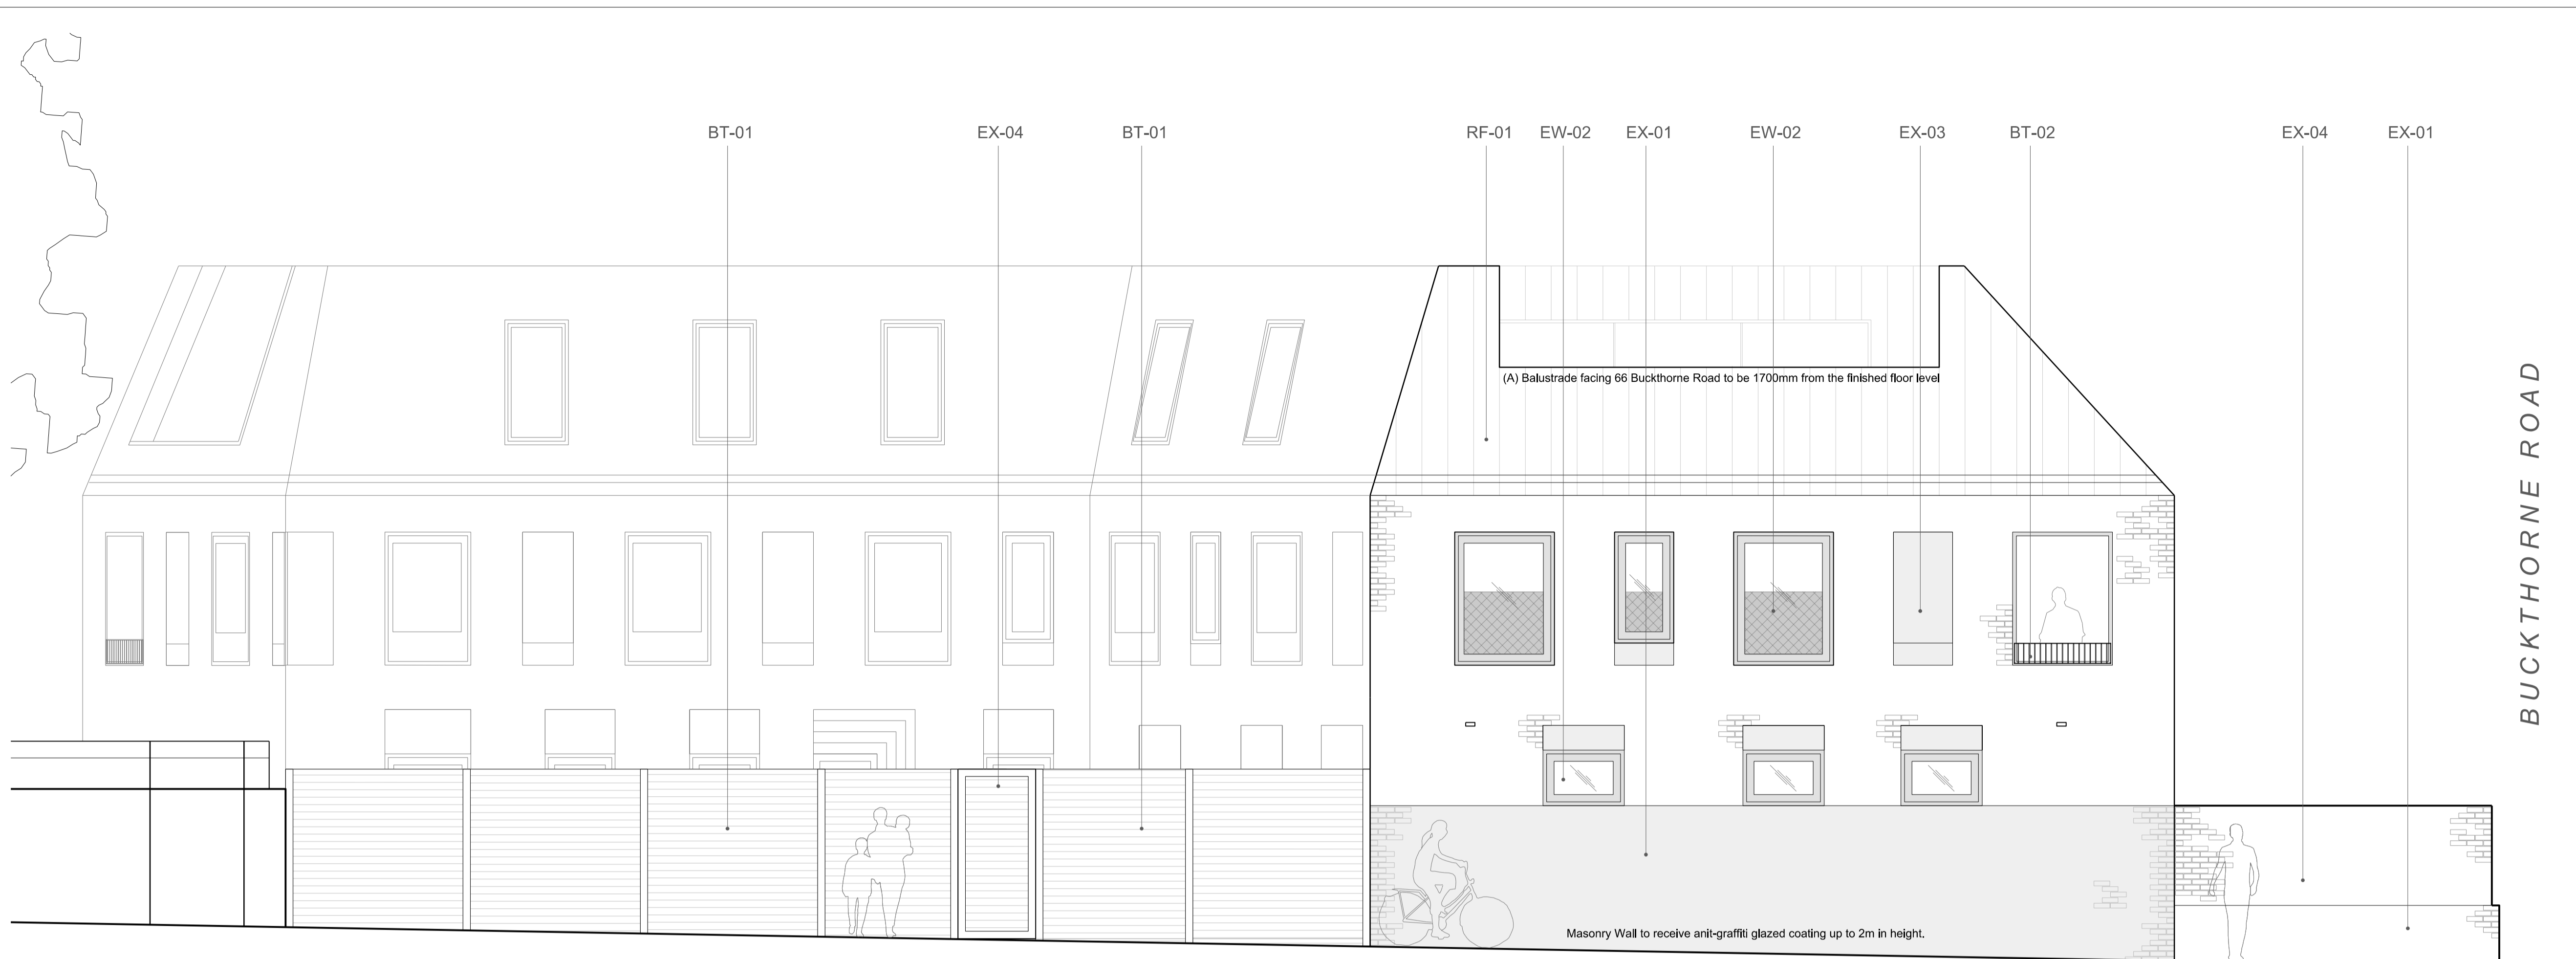 BT-01
EX-04
BT-01
RF-01
EW-02
EX-01
EW-02
EX-03
BT-02
EX-04
EX-01
(A) Balustrade facing 66 Buckthorne Road to be 1700mm from the finished floor level
BUCKTHORNE ROAD
Masonry Wall to receive anit-graffiti glazed coating up to 2m in height.